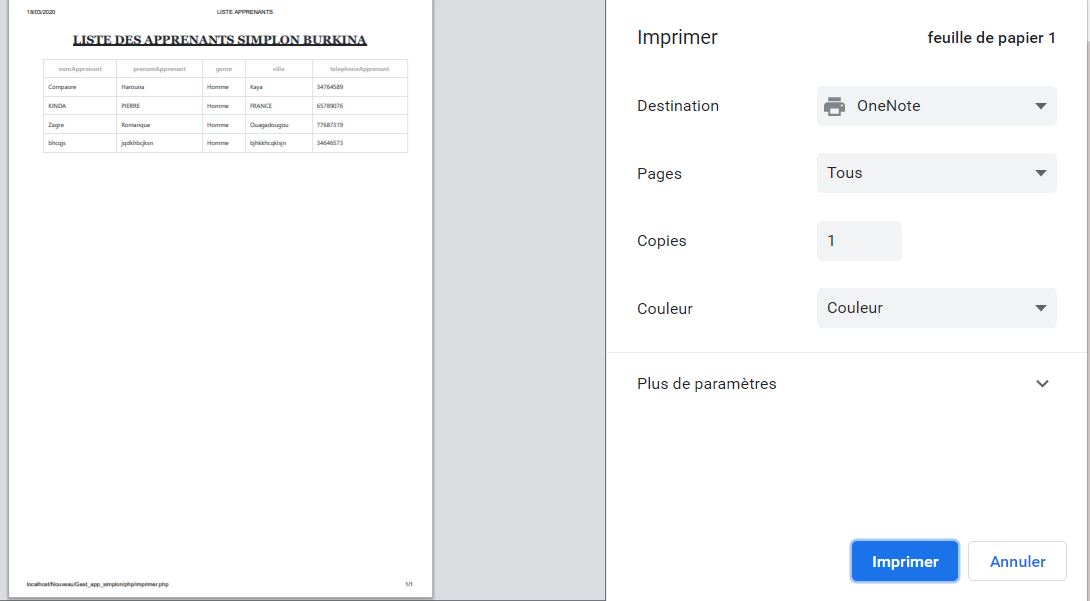 18/03/2020 LISTE APPRENANTS
LISTE DES APPRENANTS SIMPLON BURKINA
nomApprenant prenomApprenant genre ville telephoneApprenant
Compaore Harouna Homme Kaya 34764589
KINDA PIERRE Homme FRANCE 65789076
Zagre Romarique Homme Ouagadougou 77687319
bhcqjs jqdkhbcjksn Homme bjhkkhcqklsjn 34646573
localhost/Nouveau/Gest_app_simplon/php/imprimer.php 1/1
Imprimer feuille de papier 1
Destination OneNote
Pages Tous
Copies 1
Couleur Couleur
Plus de paramètres
Imprimer Annuler